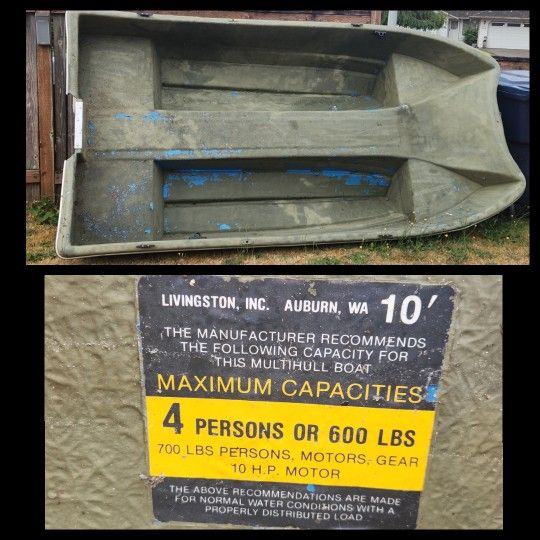 LIVINGSTON, INC. AUBURN, WA 10'
THE MANUFACTURER RECOMMENDS
THE FOLLOWING CAPACITY FOR
THIS MULTIHULL BOAT
MAXIMUM CAPACITIES
4 PERSONS OR 600 LBS
700 LBS PERSONS, MOTORS, GEAR
10 H.P. MOTOR
THE ABOVE RECOMMENDATIONS ARE MADE
FOR NORMAL WATER CONDITIONS WITH A
PROPERLY DISTRIBUTED LOAD